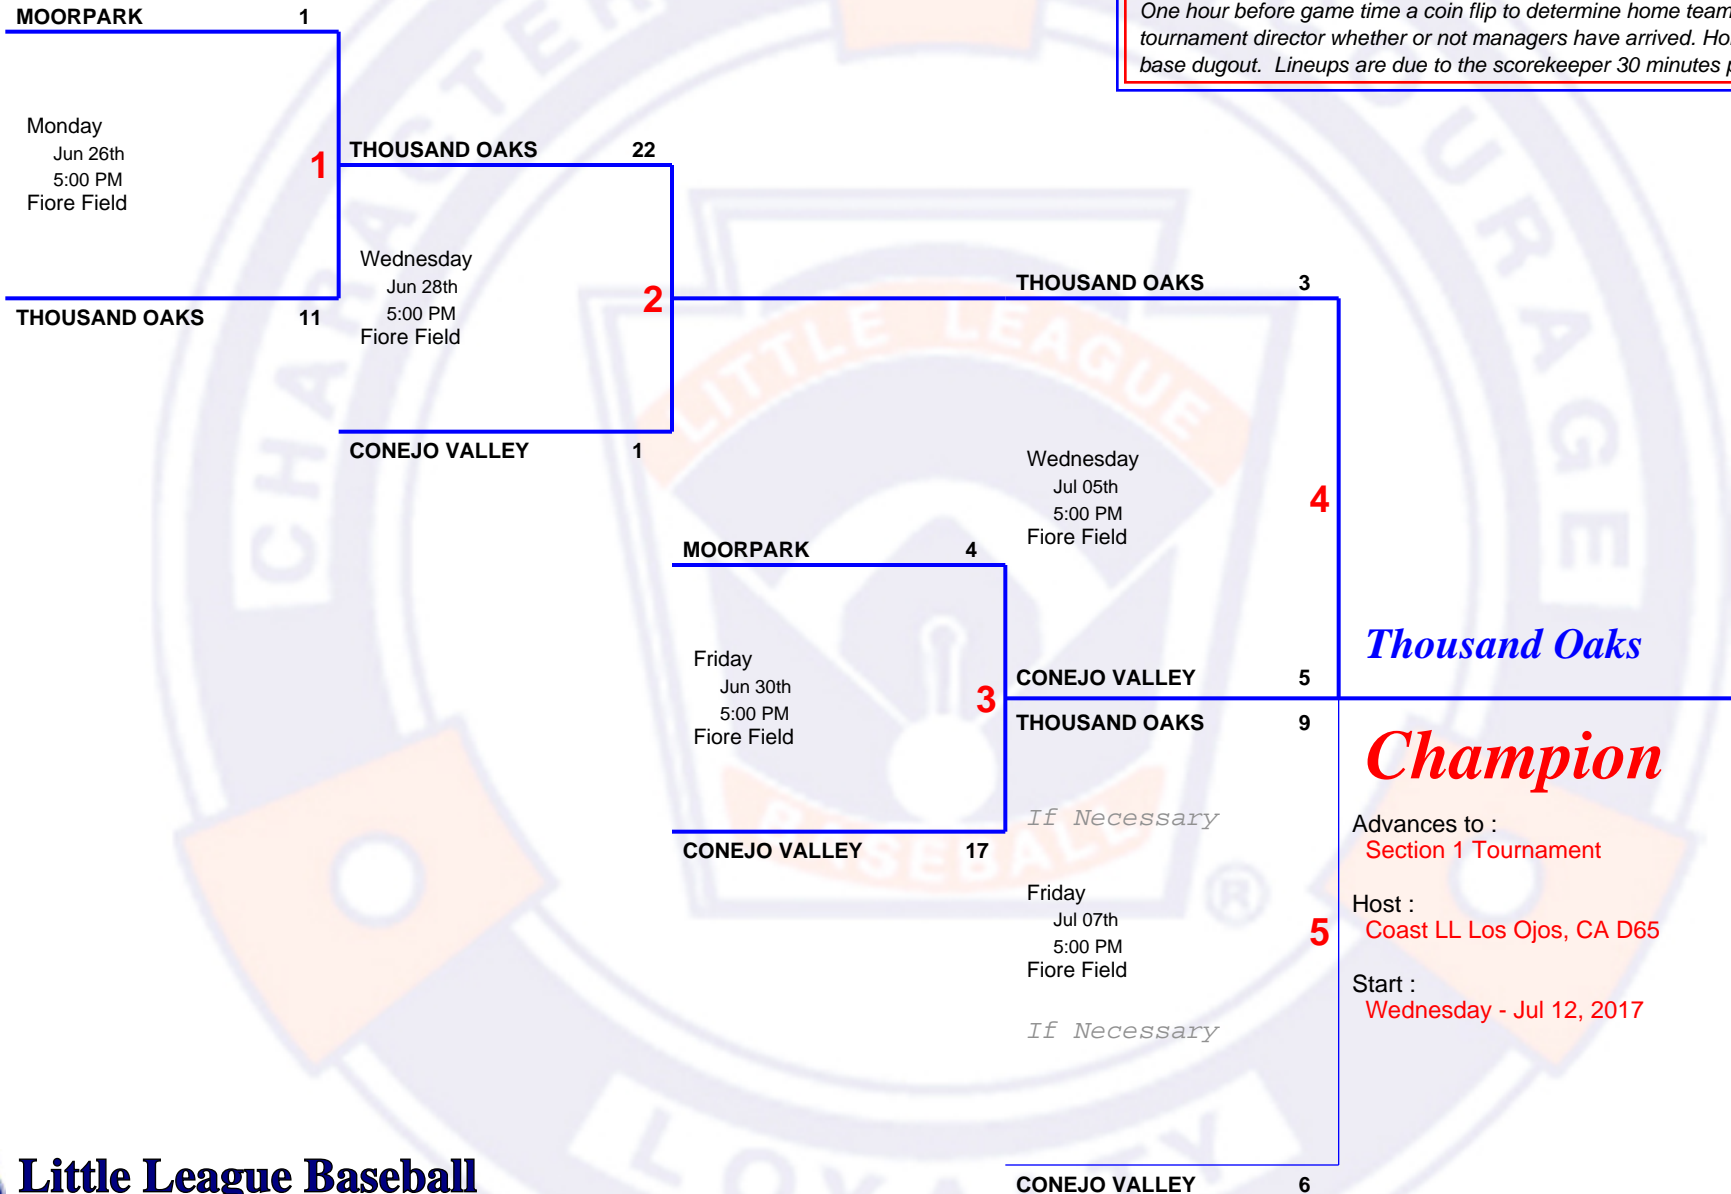 One hour before game time a coin flip to determine home team
tournament director whether or not managers have arrived.
base dugout. Lineups are due to the scorekeeper 30 minutes
MOORPARK 1
Monday
Jun 26th
5:00 PM
Fiore Field
1
THOUSAND OAKS 11
THOUSAND OAKS 22
Wednesday
Jun 28th
5:00 PM
Fiore Field
2
CONEJO VALLEY 1
MOORPARK 4
Friday
Jun 30th
5:00 PM
Fiore Field
3
CONEJO VALLEY 17
THOUSAND OAKS 3
Wednesday
Jul 05th
5:00 PM
Fiore Field
4
CONEJO VALLEY 5
THOUSAND OAKS 9
If Necessary
Friday
Jul 07th
5:00 PM
Fiore Field
5
If Necessary
CONEJO VALLEY 6
Thousand Oaks
Champion
Advances to :
Section 1 Tournament
Host :
Coast LL Los Ojos, CA D65
Start :
Wednesday - Jul 12, 2017
CHARACTER
COURAGE
LOYALTY
LITTLE LEAGUE
BASEBALL
®
Little League Baseball